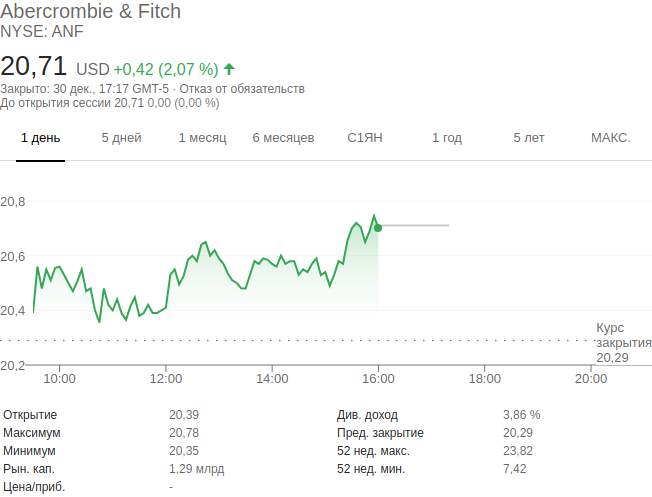 Abercrombie & Fitch
NYSE: ANF
20,71 USD +0,42 (2,07 %)
Закрыто: 30 дек., 17:17 GMT-5 · Отказ от обязательств
До открытия сессии 20,71 0,00 (0,00 %)
1 день 5 дней 1 месяц 6 месяцев С1ЯН 1 год 5 лет МАКС.
20,8
20,6
20,4
Курс
закрытия
20,29
20,2
10:00 12:00 14:00 16:00 18:00 20:00
Открытие 20,39 Див. доход 3,86 %
Максимум 20,78 Пред. закрытие 20,29
Минимум 20,35 52 нед. макс. 23,82
Рын. кап. 1,29 млрд 52 нед. мин. 7,42
Цена/приб. -